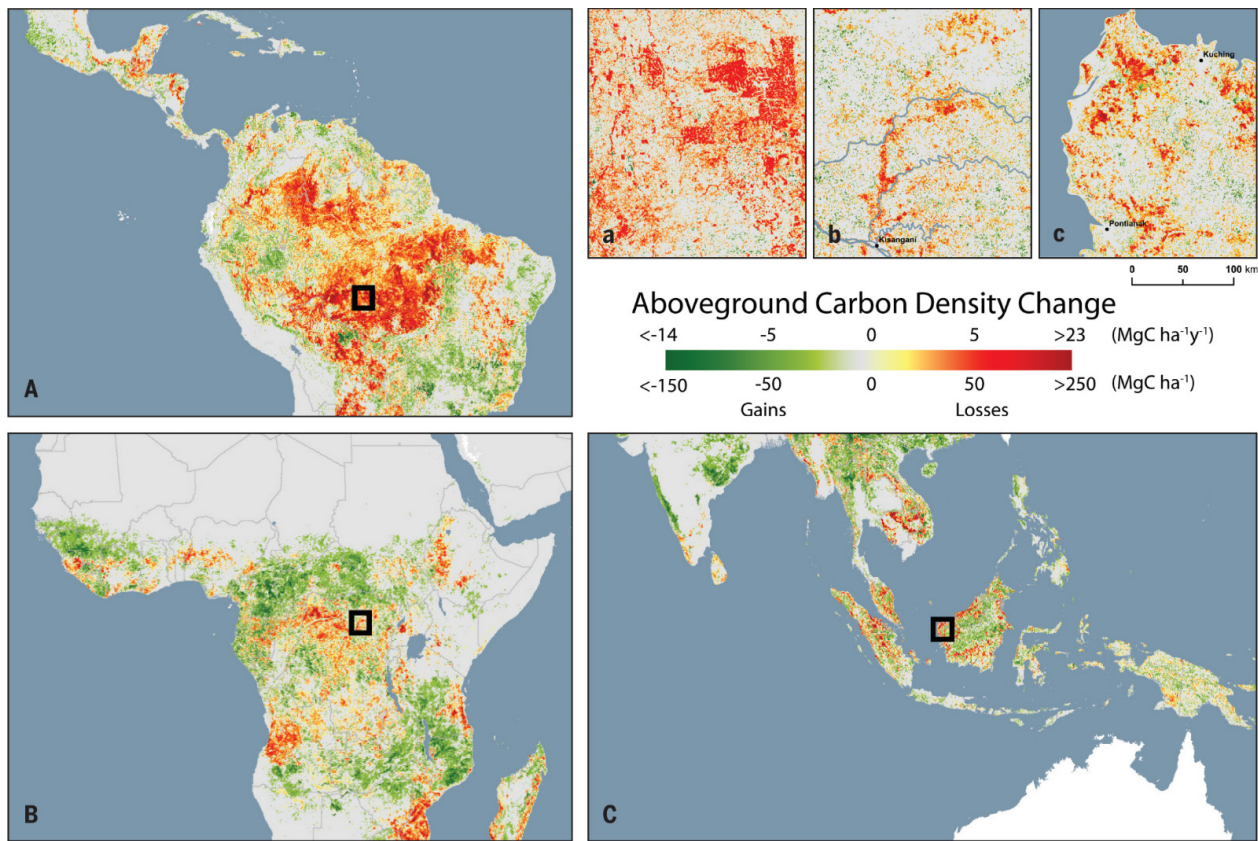 A
a
b
Kisangani
c
Kuching
Pontianak
0 50 100 km
Aboveground Carbon Density Change
<-14 -5 0 5 >23 (MgC ha⁻¹y⁻¹)
<-150 -50 0 50 >250 (MgC ha⁻¹)
Gains Losses
B
C